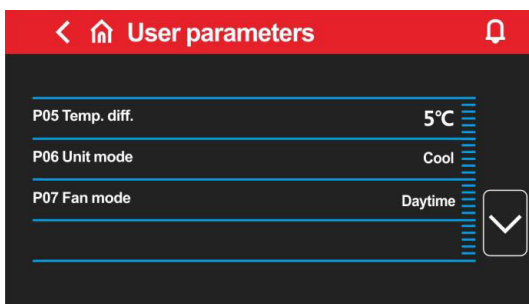 User parameters
P05 Temp. diff. 5℃
P06 Unit mode Cool
P07 Fan mode Daytime